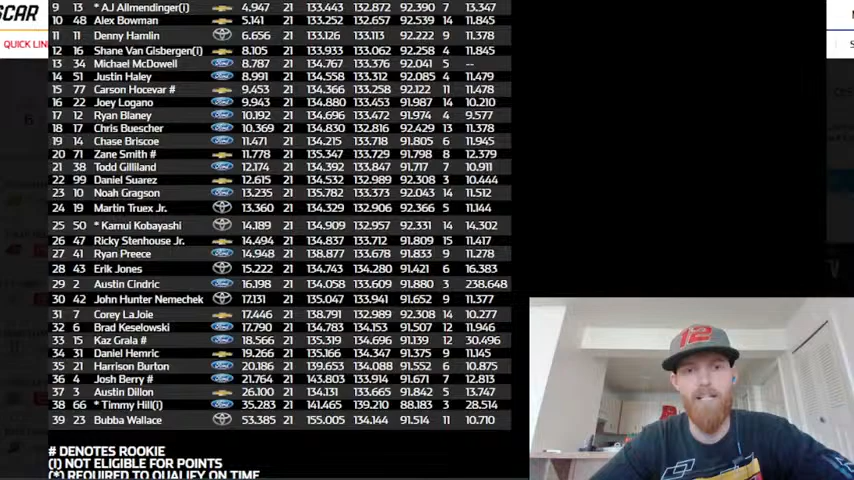 SCAR
QUICK LIN
9 13 * AJ Allmendinger(i) 4.947 21 133.443 132.872 92.390 7 13.347
10 48 Alex Bowman 5.141 21 133.252 132.657 92.539 14 11.845
11 11 Denny Hamlin 6.656 21 133.126 133.113 92.222 9 11.378
12 16 Shane Van Gisbergen(i) 8.105 21 133.933 133.062 92.258 4 11.845
13 34 Michael McDowell Ford 8.787 21 134.767 133.376 92.041 5 --
14 51 Justin Haley Ford 8.991 21 134.558 133.312 92.085 4 11.479
15 77 Carson Hocevar # 9.453 21 134.366 133.258 92.122 11 11.478
16 22 Joey Logano Ford 9.943 21 134.880 133.453 91.987 14 10.210
17 12 Ryan Blaney Ford 10.192 21 134.696 133.472 91.974 4 9.577
18 17 Chris Buescher Ford 10.369 21 134.830 132.816 92.429 13 11.378
19 14 Chase Briscoe Ford 11.471 21 134.215 133.718 91.805 6 11.945
20 71 Zane Smith # 11.778 21 135.347 133.729 91.798 8 12.379
21 38 Todd Gilliland Ford 12.174 21 134.392 133.847 91.717 7 10.911
22 99 Daniel Suarez 12.615 21 134.532 132.989 92.308 3 10.444
23 10 Noah Gragson Ford 13.235 21 135.782 133.373 92.043 14 11.512
24 19 Martin Truex Jr. 13.360 21 134.329 132.906 92.366 5 11.144
25 50 * Kamui Kobayashi 14.189 21 134.909 132.957 92.331 14 14.302
26 47 Ricky Stenhouse Jr. 14.494 21 134.837 133.712 91.809 15 11.417
27 41 Ryan Preece Ford 14.948 21 138.877 133.678 91.833 9 11.278
28 43 Erik Jones 15.222 21 134.743 134.280 91.421 6 16.383
29 2 Austin Cindric Ford 16.198 21 134.058 133.609 91.880 3 238.648
30 42 John Hunter Nemechek 17.131 21 135.047 133.941 91.652 9 11.377
31 7 Corey LaJoie 17.446 21 138.791 132.989 92.308 14 10.277
32 6 Brad Keselowski Ford 17.790 21 134.783 134.153 91.507 12 11.946
33 15 Kaz Grala # Ford 18.566 21 135.319 134.696 91.139 12 30.496
34 31 Daniel Hemric 19.266 21 135.166 134.347 91.375 9 11.145
35 21 Harrison Burton Ford 20.186 21 139.653 134.088 91.552 6 10.875
36 4 Josh Berry # Ford 21.764 21 143.803 133.914 91.671 7 12.813
37 3 Austin Dillon 26.100 21 134.131 133.665 91.842 5 13.747
38 66 * Timmy Hill(i) Ford 35.283 21 141.465 139.210 88.183 3 28.514
39 23 Bubba Wallace 53.385 21 155.005 134.144 91.514 11 10.710
# DENOTES ROOKIE
(I) NOT ELIGIBLE FOR POINTS
(*) REQUIRED TO QUALIFY ON TIME
12